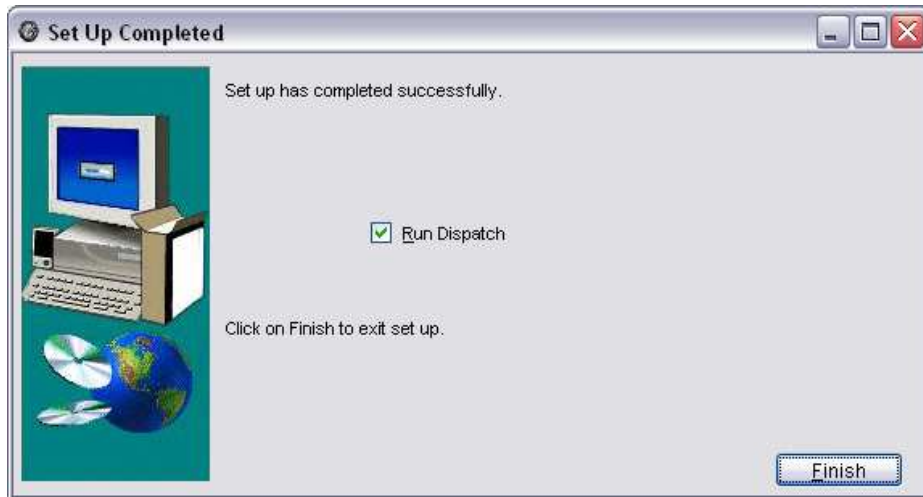 Set Up Completed
Set up has completed successfully.
Run Dispatch
Click on Finish to exit set up.
Finish